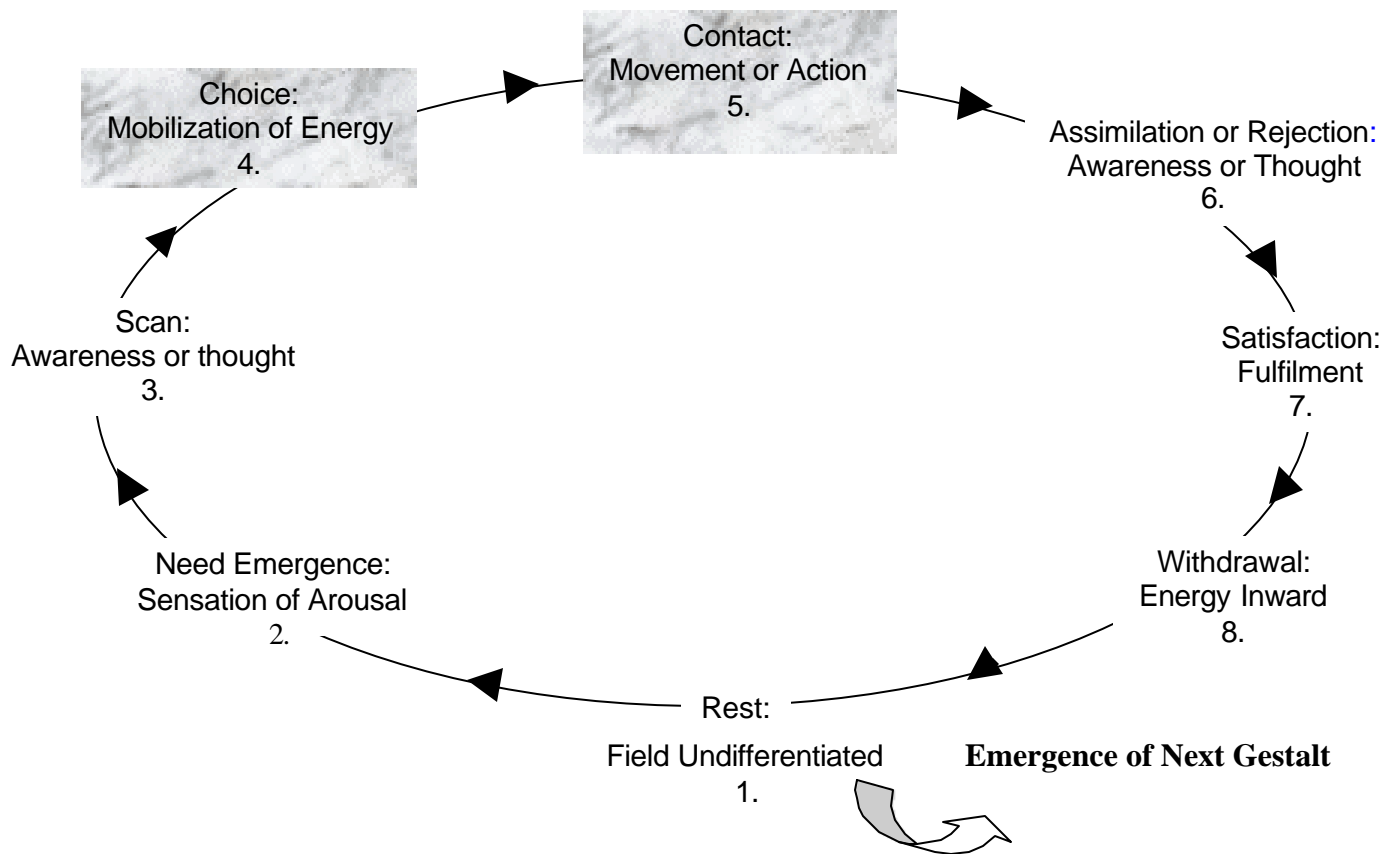 Contact:
Movement or Action
5.
Choice:
Mobilization of Energy
4.
Assimilation or Rejection:
Awareness or Thought
6.
Scan:
Awareness or thought
3.
Satisfaction:
Fulfilment
7.
Need Emergence:
Sensation of Arousal
2.
Withdrawal:
Energy Inward
8.
Rest:
Field Undifferentiated
1.
Emergence of Next Gestalt